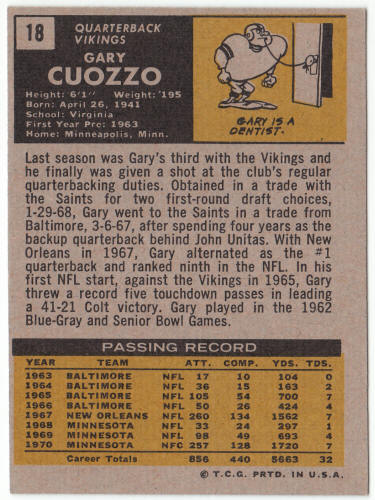 18
QUARTERBACK
VIKINGS
GARY
CUOZZO
Height: '6'1" Weight: '195
Born: April 26, 1941
School: Virginia
First Year Pro: 1963
Home: Minneapolis, Minn.
GARY IS A
DENTIST.
Last season was Gary's third with the Vikings and
he finally was given a shot at the club's regular
quarterbacking duties. Obtained in a trade with
the Saints for two first-round draft choices,
1-29-68, Gary went to the Saints in a trade from
Baltimore, 3-6-67, after spending four years as the
backup quarterback behind John Unitas. With New
Orleans in 1967, Gary alternated as the #1
quarterback and ranked ninth in the NFL. In his
first NFL start, against the Vikings in 1965, Gary
threw a record five touchdown passes in leading
a 41-21 Colt victory. Gary played in the 1962
Blue-Gray and Senior Bowl Games.
PASSING RECORD
YEAR TEAM ATT. COMP. YDS. TDS.
1963 BALTIMORE NFL 17 10 104 0
1964 BALTIMORE NFL 36 15 163 2
1965 BALTIMORE NFL 105 54 700 7
1966 BALTIMORE NFL 50 26 424 4
1967 NEW ORLEANS NFL 260 134 1562 7
1968 MINNESOTA NFL 33 24 297 1
1969 MINNESOTA NFL 98 49 693 4
1970 MINNESOTA NFC 257 128 1720 7
Career Totals 856 440 5663 32
© T.C.G. PRTD. IN U.S.A.